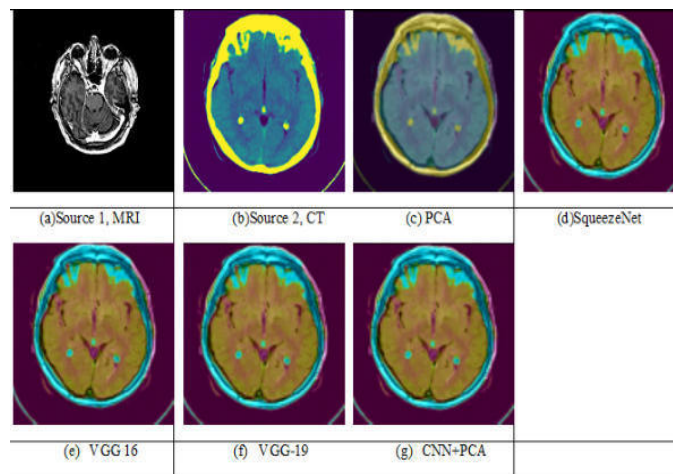 (a)Source 1, MRI
(b)Source 2, CT
(c) PCA
(d)SqueezeNet
(e) VGG 16
(f) VGG-19
(g) CNN+PCA